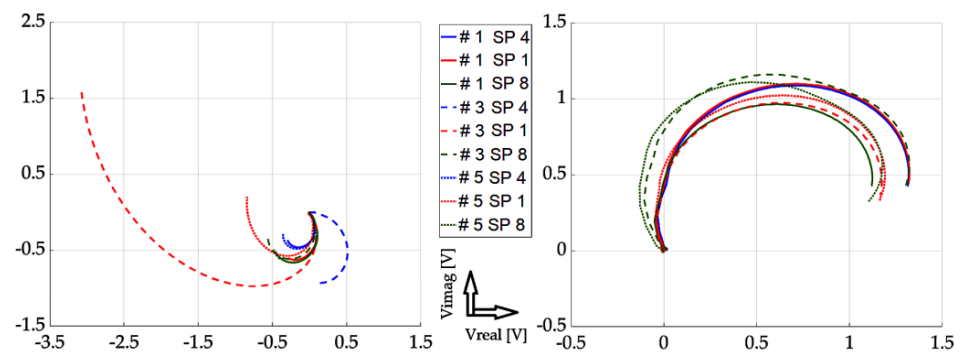 2.5
1.5
0.5
-0.5
-1.5
-3.5 -2.5 -1.5 -0.5 0.5 1.5
# 1 SP 4
# 1 SP 1
# 1 SP 8
# 3 SP 4
# 3 SP 1
# 3 SP 8
# 5 SP 4
# 5 SP 1
# 5 SP 8
Vimag [V]
Vreal [V]
1.5
1
0.5
0
-0.5
-0.5 0 0.5 1 1.5